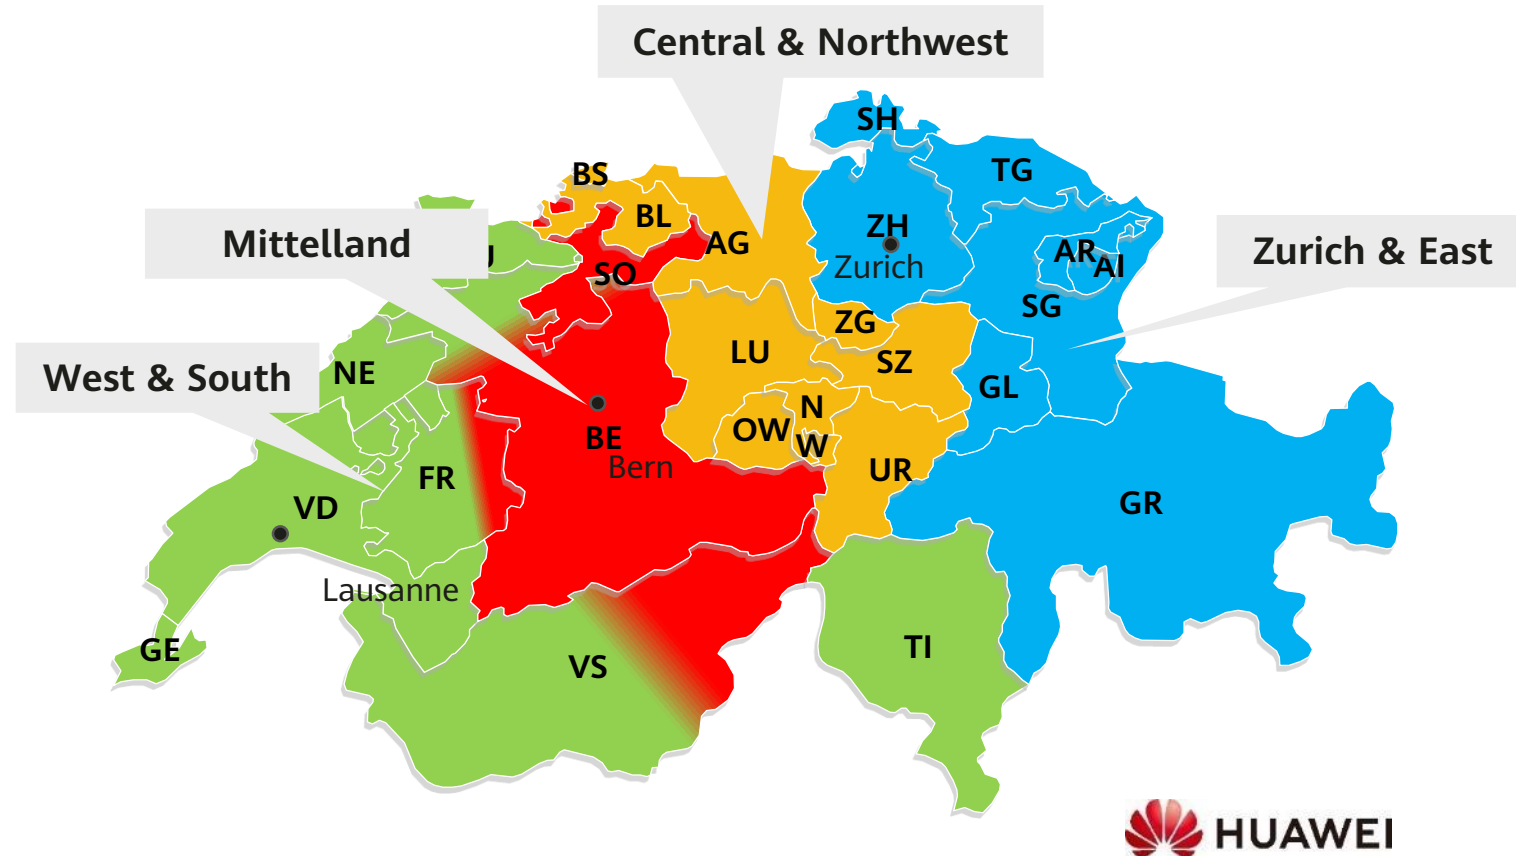 Central & Northwest
SH
TG
BS
BL
Mittelland
AG
ZH
Zurich
AR
AI
Zurich & East
SO
SG
ZG
NE
West & South
LU
SZ
GL
N
W
OW
BE
Bern
UR
FR
VD
GR
Lausanne
GE
VS
TI
HUAWEI